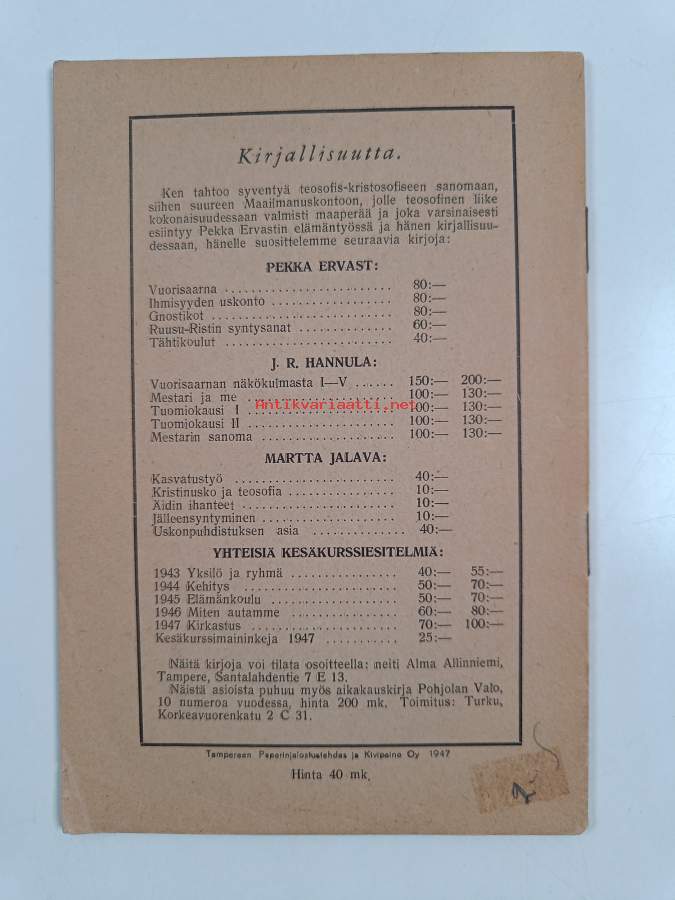 Kirjallisuutta.
Ken tahtoo syventyä teosofis-kristosofiseen sanomaan,
siihen suureen Maailmanuskontoon, jolle teosofinen liike
kokonaisuudessaan valmisti maaperää ja joka varsinaisesti
esiintyy Pekka Ervastin elämäntyössä ja hänen kirjallisuu-
dessaan, hänelle suosittelemme seuraavia kirjoja:
PEKKA ERVAST:
Vuorisaarna ........................ 80:—
Ihmisyyden uskonto ................. 80:—
Gnostikot .......................... 80:—
Ruusu-Ristin syntysanat ............. 60:—
Tähtikoulut ........................ 40:—
J. R. HANNULA:
Vuorisaarnan näkökulmasta I—V ...... 150:— 200:—
Mestari ja me ..................... 100:— 130:—
Antikvariaatti.net
Tuomiokausi I ..................... 100:— 130:—
Tuomiokausi II .................... 100:— 130:—
Mestarin sanoma ................... 100:— 130:—
MARTTA JALAVA:
Kasvatustyö ....................... 40:—
Kristinusko ja teosofia ............... 10:—
Äidin ihanteet ...................... 10:—
Jälleensyntyminen ................... 10:—
Uskonpuhdistuksen asia ............. 40:—
YHTEISIÄ KESÄKURSSIESITELMIÄ:
1943 Yksilö ja ryhmä ................ 40:— 55:—
1944 Kehitys .................. 50:— 70:—
1945 Elämänkoulu ................... 50:— 70:—
1946 Miten autamme ................. 60:— 80:—
1947 Kirkastus ..................... 70:— 100:—
Kesäkurssimaininkeja 1947 ........... 25:—
Näitä kirjoja voi tilata osoitteella: neiti Alma Allinniemi,
Tampere, Santalahdentie 7 E 13.
Näistä asioista puhuu myös aikakauskirja Pohjolan Valo,
10 numeroa vuodessa, hinta 200 mk. Toimitus: Turku,
Korkeavuorenkatu 2 C 31.
Tampereen Paperinjalostustehdas ja Kivipaino Oy 1947
Hinta 40 mk.